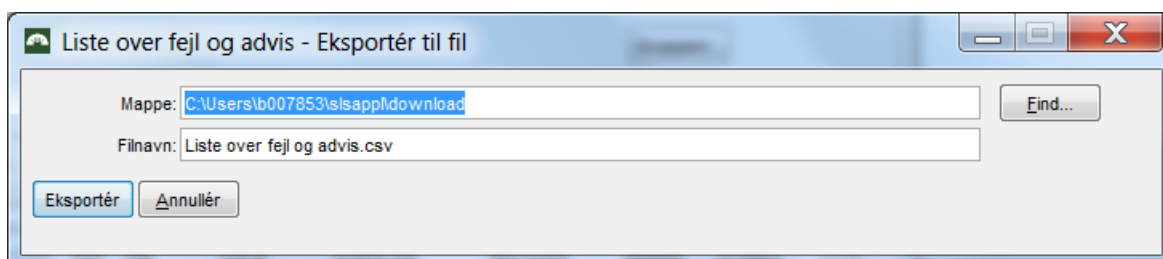 Liste over fejl og advis - Eksportér til fil
Mappe: C:\Users\b007853\slsappl\download Find...
Filnavn: Liste over fejl og advis.csv
Eksportér Annullér